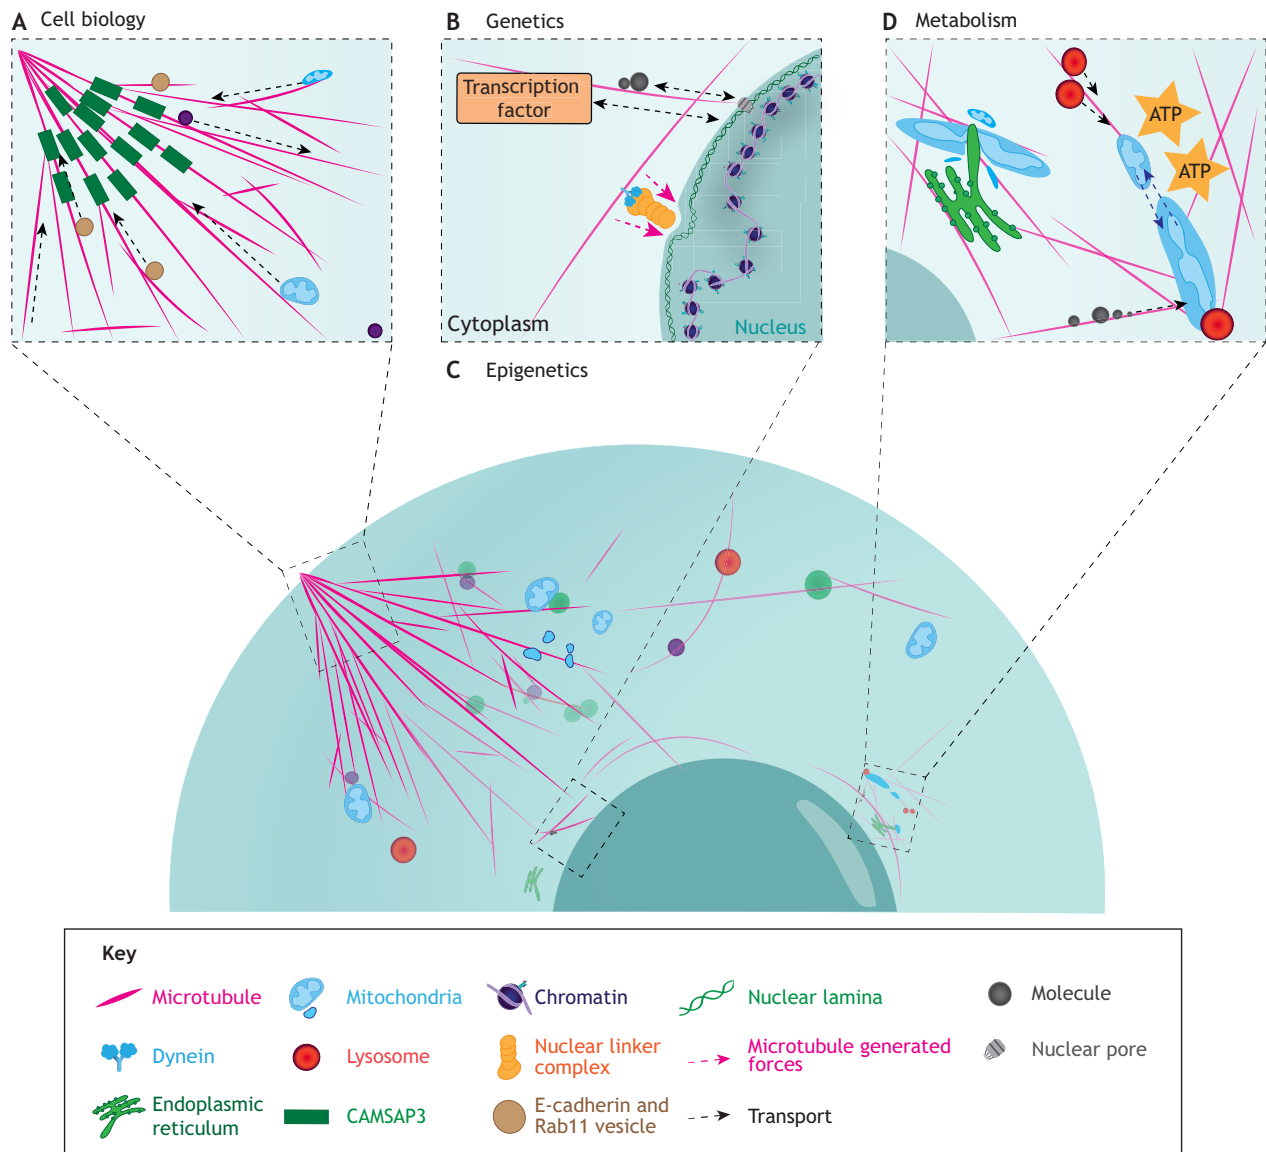 A Cell biology
B Genetics
D Metabolism
Transcription
factor
Cytoplasm
Nucleus
ATP
ATP
C Epigenetics
Key
Microtubule
Mitochondria
Chromatin
Nuclear lamina
Molecule
Dynein
Lysosome
Nuclear linker
complex
Microtubule generated
forces
Nuclear pore
Endoplasmic
reticulum
CAMSAP3
E-cadherin and
Rab11 vesicle
Transport